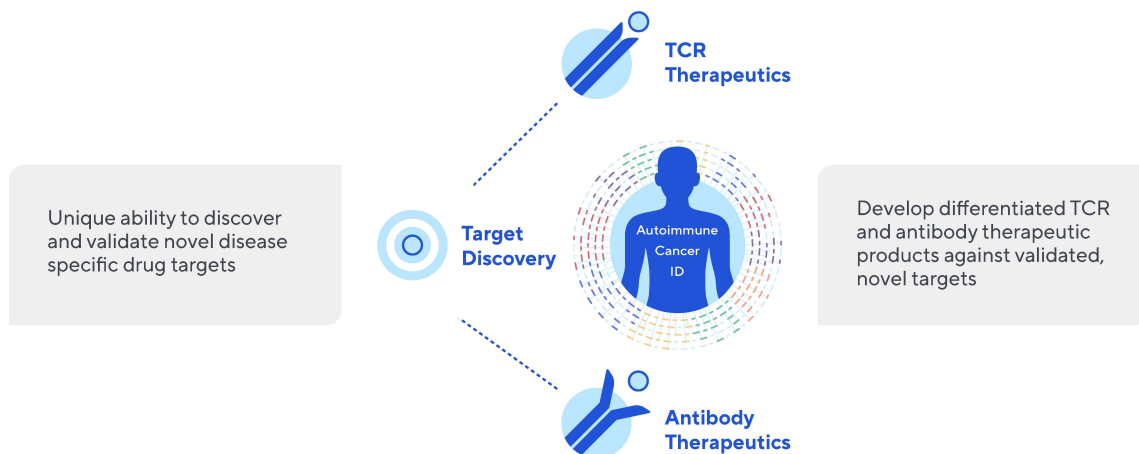 TCR
Therapeutics
Unique ability to discover
and validate novel disease
specific drug targets
Target
Discovery
Autoimmune
Cancer
ID
Develop differentiated TCR
and antibody therapeutic
products against validated,
novel targets
Antibody
Therapeutics